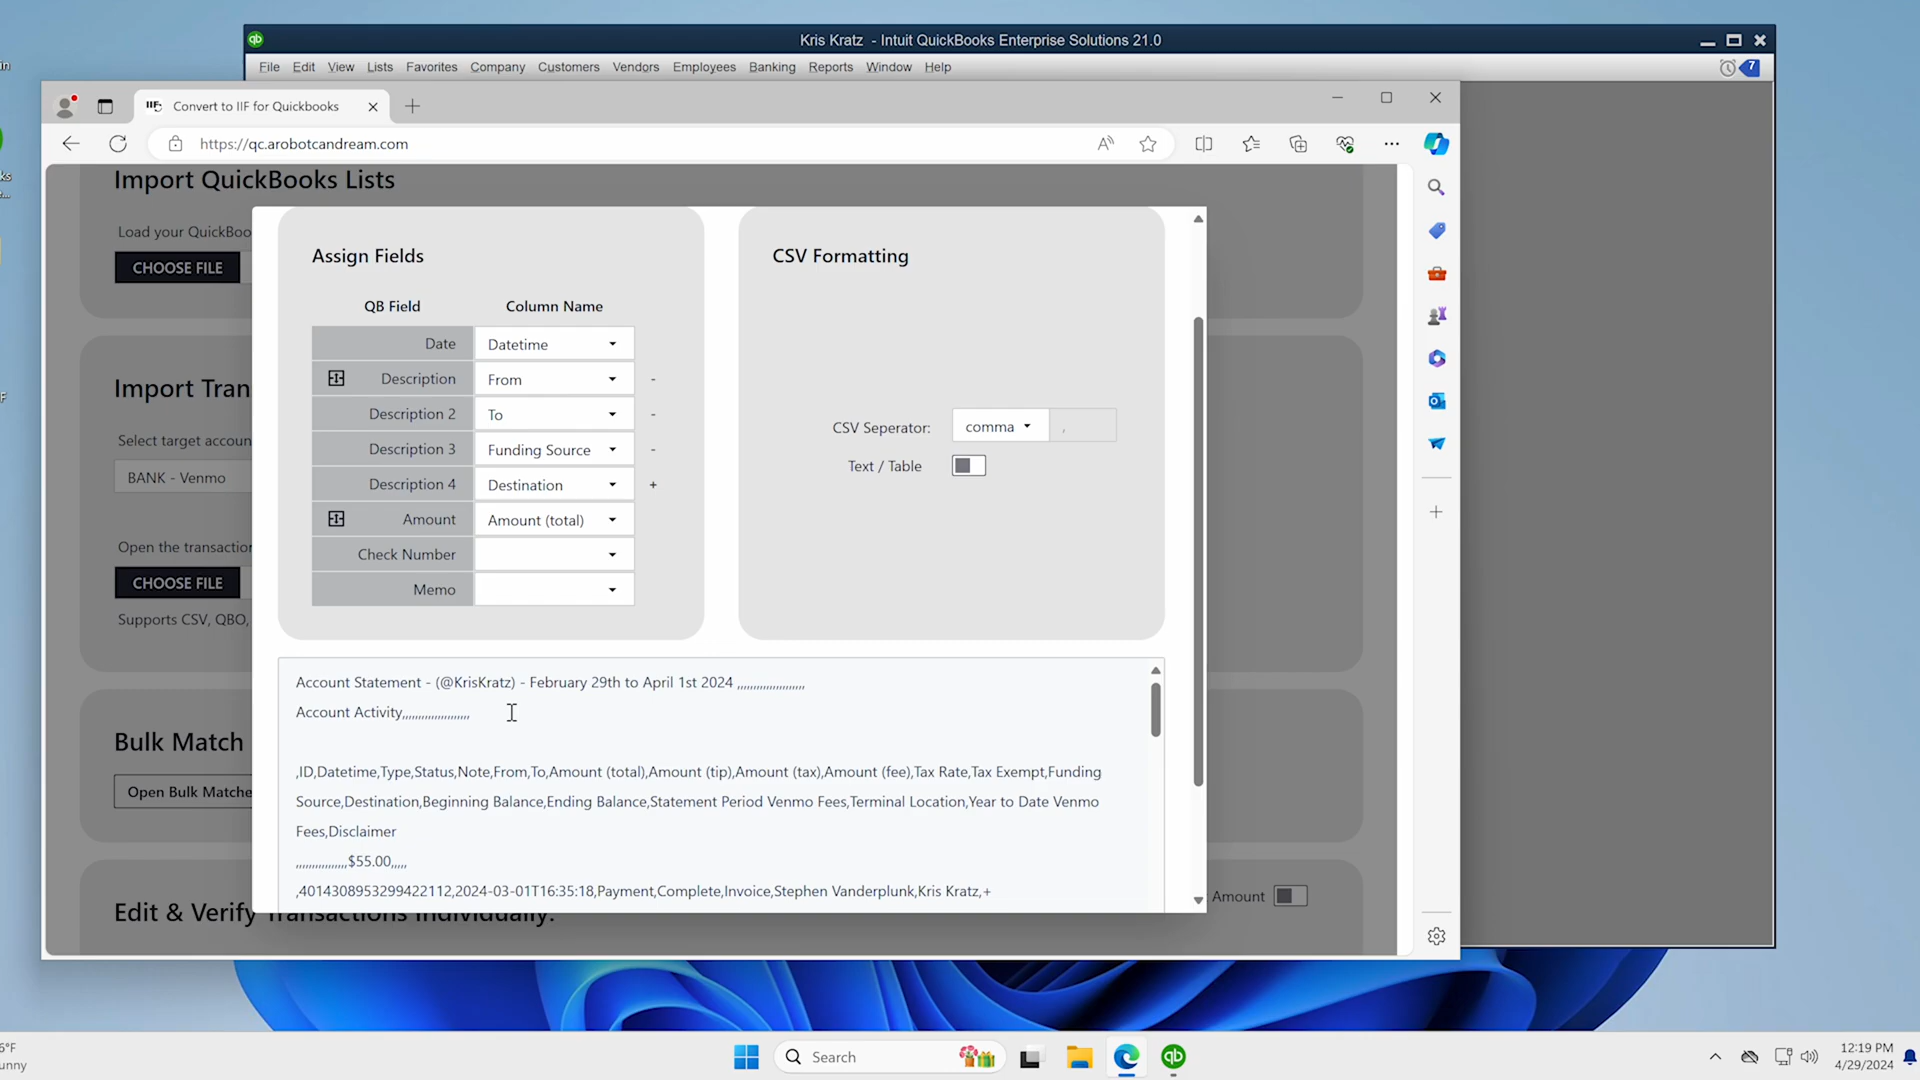 Kris Kratz - Intuit QuickBooks Enterprise Solutions 21.0
File Edit View Lists Favorites Company Customers Vendors Employees Banking Reports Window Help
7
Convert to IIF for Quickbooks
https://qc.arobotcandream.com
Import QuickBooks Lists
Load your QuickBoo
CHOOSE FILE
Import Tran
Select target accoun
BANK - Venmo
Open the transaction
CHOOSE FILE
Supports CSV, QBO,
Bulk Match
Open Bulk Matche
Edit & Verify Transactions Individually.
Amount
Assign Fields
QB Field Column Name
Date Datetime
Description From -
Description 2 To -
Description 3 Funding Source -
Description 4 Destination +
Amount Amount (total)
Check Number
Memo
CSV Formatting
CSV Seperator: comma ,
Text / Table
Account Statement - (@KrisKratz) - February 29th to April 1st 2024 ,,,,,,,,,,,,,,,,,,,,,
Account Activity,,,,,,,,,,,,,,,,,,,,,
,ID,Datetime,Type,Status,Note,From,To,Amount (total),Amount (tip),Amount (tax),Amount (fee),Tax Rate,Tax Exempt,Funding
Source,Destination,Beginning Balance,Ending Balance,Statement Period Venmo Fees,Terminal Location,Year to Date Venmo
Fees,Disclaimer
,,,,,,,,,,,,,,,,$55.00,,,,,
,4014308953299422112,2024-03-01T16:35:18,Payment,Complete,Invoice,Stephen Vanderplunk,Kris Kratz,+
Search
12:19 PM
4/29/2024